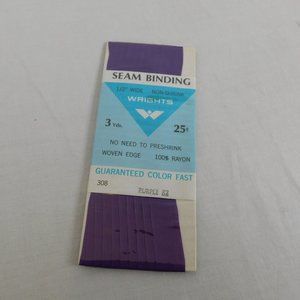 SEAM BINDING
1/2" WIDE NON-SHRINK
WRIGHTS
3 Yds. 25¢
NO NEED TO PRESHRINK
WOVEN EDGE 100% RAYON
GUARANTEED COLOR FAST
308 PURPLE